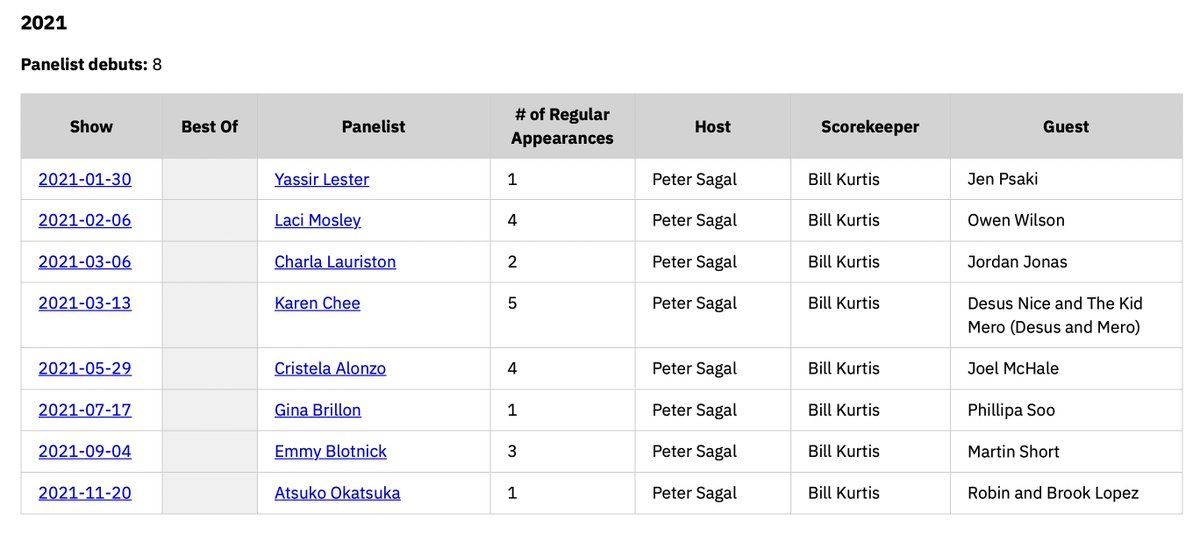 2021
Panelist debuts: 8
Show Best Of Panelist # of Regular Appearances Host Scorekeeper Guest
2021-01-30 Yassir Lester 1 Peter Sagal Bill Kurtis Jen Psaki
2021-02-06 Laci Mosley 4 Peter Sagal Bill Kurtis Owen Wilson
2021-03-06 Charla Lauriston 2 Peter Sagal Bill Kurtis Jordan Jonas
2021-03-13 Karen Chee 5 Peter Sagal Bill Kurtis Desus Nice and The Kid
Mero (Desus and Mero)
2021-05-29 Cristela Alonzo 4 Peter Sagal Bill Kurtis Joel McHale
2021-07-17 Gina Brillon 1 Peter Sagal Bill Kurtis Phillipa Soo
2021-09-04 Emmy Blotnick 3 Peter Sagal Bill Kurtis Martin Short
2021-11-20 Atsuko Okatsuka 1 Peter Sagal Bill Kurtis Robin and Brook Lopez